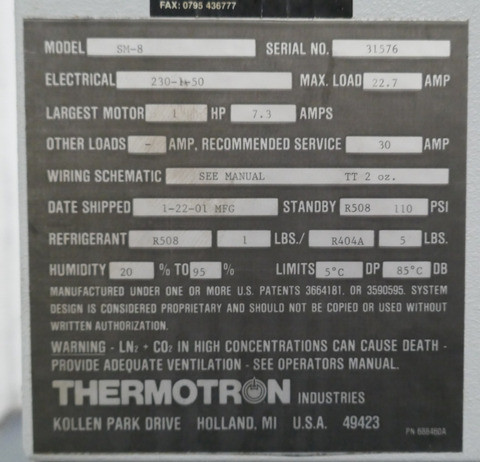 FAX: 0795 436777
MODEL SM-8 SERIAL NO. 31576
ELECTRICAL 230-1-50 MAX. LOAD 22.7 AMP
LARGEST MOTOR 1 HP 7.3 AMPS
OTHER LOADS - AMP, RECOMMENDED SERVICE 30 AMP
WIRING SCHEMATIC SEE MANUAL TT 2 oz.
DATE SHIPPED 1-22-01 MFG STANDBY R508 110 PSI
REFRIGERANT R508 1 LBS./ R404A 5 LBS.
HUMIDITY 20 % TO 95 % LIMITS 5°C DP 85°C DB
MANUFACTURED UNDER ONE OR MORE U.S. PATENTS 3664181. OR 3590595. SYSTEM
DESIGN IS CONSIDERED PROPRIETARY AND SHOULD NOT BE COPIED OR USED WITHOUT
WRITTEN AUTHORIZATION.
WARNING - LN₂ + CO₂ IN HIGH CONCENTRATIONS CAN CAUSE DEATH -
PROVIDE ADEQUATE VENTILATION - SEE OPERATORS MANUAL.
THERMOTRON INDUSTRIES
KOLLEN PARK DRIVE HOLLAND, MI U.S.A. 49423